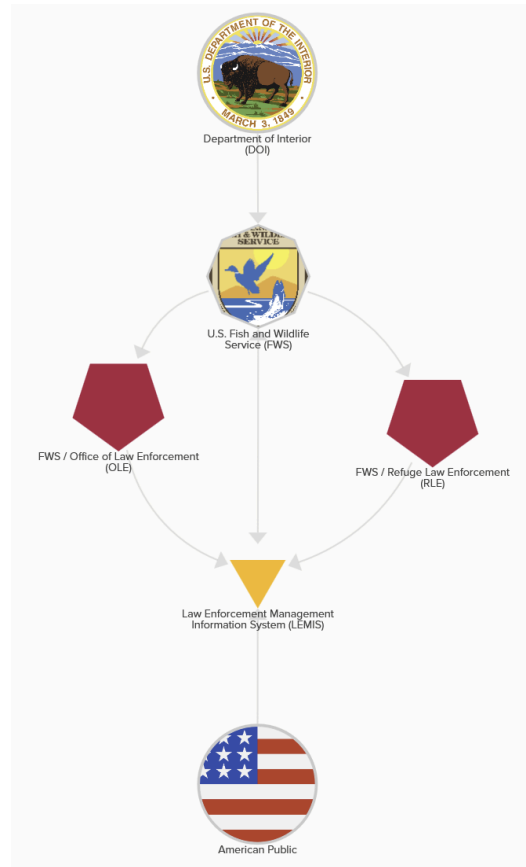 U.S. DEPARTMENT OF THE INTERIOR
MARCH 3, 1849
Department of Interior
(DOI)
& WILD
SERVICE
U.S. Fish and Wildlife
Service (FWS)
FWS / Office of Law Enforcement
(OLE)
FWS / Refuge Law Enforcement
(RLE)
Law Enforcement Management
Information System (LEMIS)
American Public